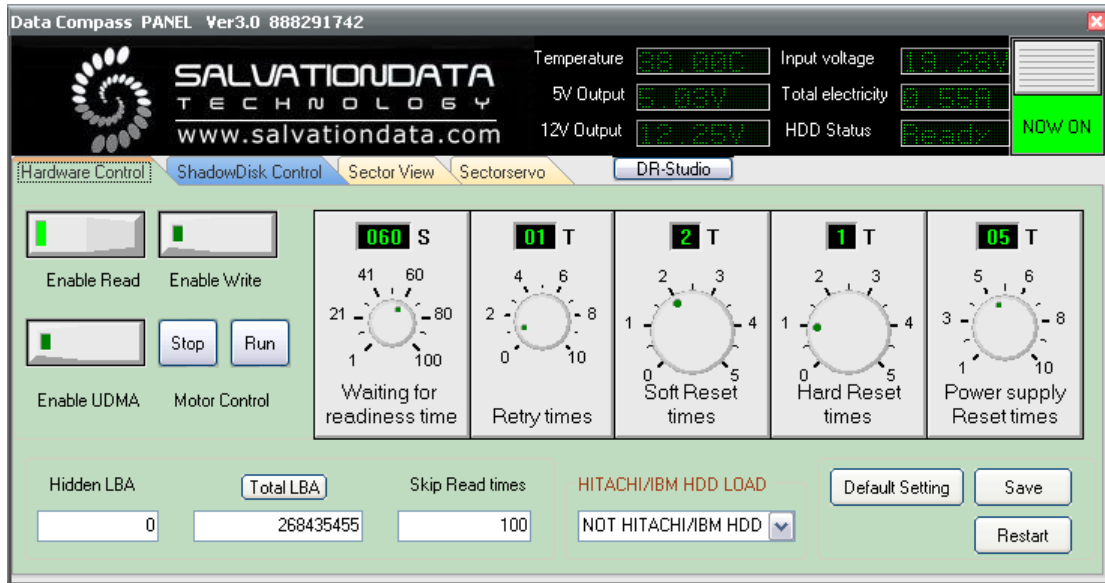 Data Compass PANEL Ver3.0 888291742
SALVATIONDATA
TECHNOLOGY
www.salvationdata.com
Temperature 38.00C Input voltage 19.28V
5V Output 5.03V Total electricity 0.55A
12V Output 12.25V HDD Status Ready
NOW ON
Hardware Control ShadowDisk Control Sector View Sectorservo DR-Studio
Enable Read Enable Write
Enable UDMA Stop Run
Motor Control
060 S
41 60
21 80
1 100
Waiting for
readiness time
01 T
4 6
2 8
0 10
Retry times
2 T
2 3
1 4
0 5
Soft Reset
times
1 T
2 3
1 4
0 5
Hard Reset
times
05 T
5 6
3 8
1 10
Power supply
Reset times
Hidden LBA Total LBA Skip Read times HITACHI/IBM HDD LOAD
0 268435455 100 NOT HITACHI/IBM HDD
Default Setting Save
Restart